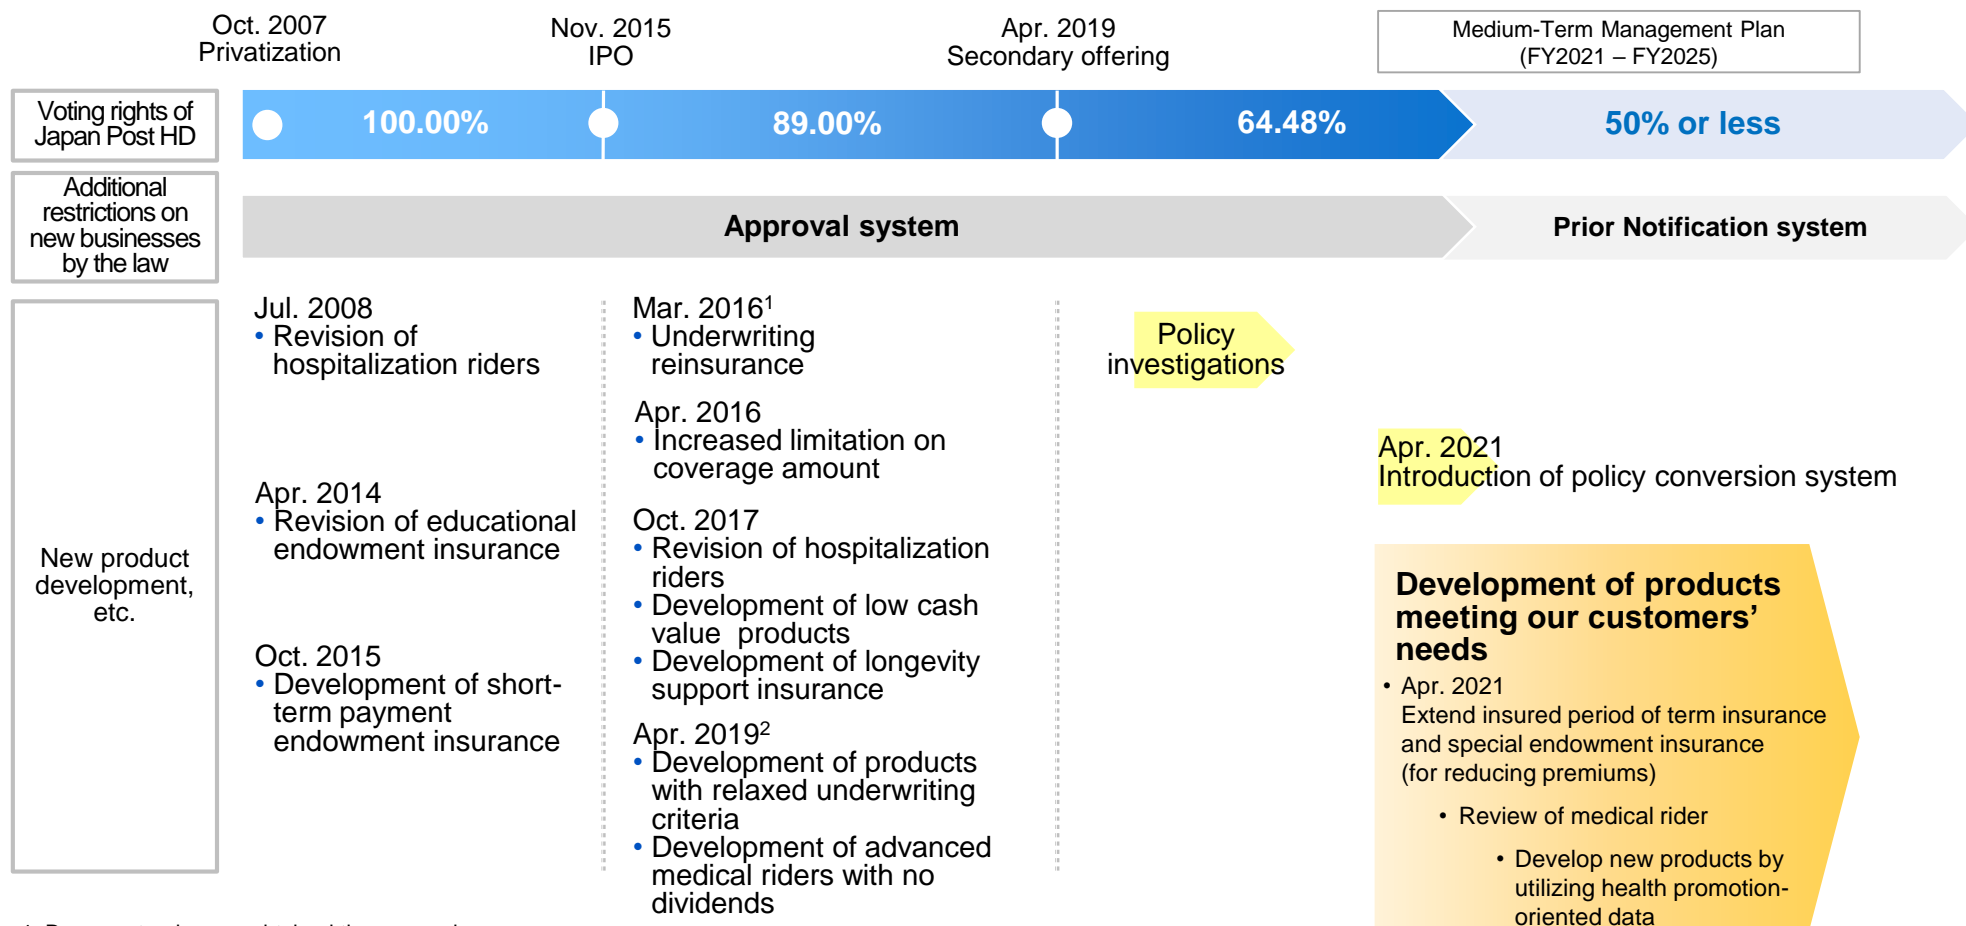 Oct. 2007
Privatization
Nov. 2015
IPO
Apr. 2019
Secondary offering
Medium-Term Management Plan
(FY2021 – FY2025)
Voting rights of
Japan Post HD
100.00%
89.00%
64.48%
50% or less
Additional
restrictions on
new businesses
by the law
Approval system
Prior Notification system
New product
development,
etc.
Jul. 2008
• Revision of
hospitalization riders
Apr. 2014
• Revision of educational
endowment insurance
Oct. 2015
• Development of short-
term payment
endowment insurance
Mar. 2016¹
• Underwriting
reinsurance
Apr. 2016
• Increased limitation on
coverage amount
Oct. 2017
• Revision of hospitalization
riders
• Development of low cash
value products
• Development of longevity
support insurance
Apr. 2019²
• Development of products
with relaxed underwriting
criteria
• Development of advanced
medical riders with no
dividends
Policy
investigations
Apr. 2021
Introduction of policy conversion system
Development of products
meeting our customers’
needs
• Apr. 2021
Extend insured period of term insurance
and special endowment insurance
(for reducing premiums)
• Review of medical rider
• Develop new products by
utilizing health promotion-
oriented data